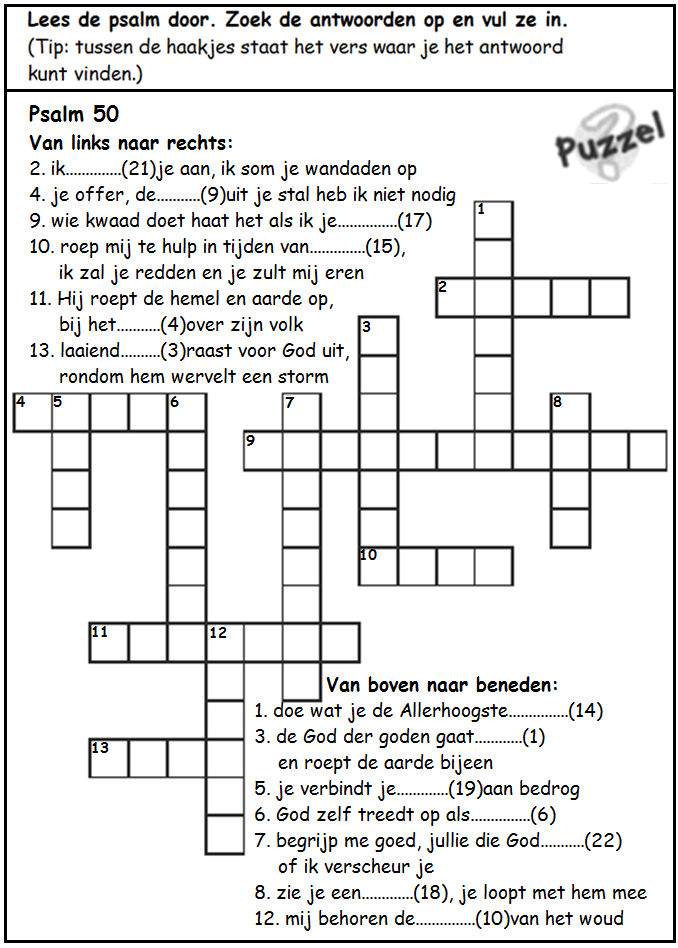 Lees de psalm door. Zoek de antwoorden op en vul ze in.
(Tip: tussen de haakjes staat het vers waar je het antwoord
kunt vinden.)
Psalm 50
Puzzel
Van links naar rechts:
2. ik.............(21)je aan, ik som je wandaden op
4. je offer, de...........(9)uit je stal heb ik niet nodig
9. wie kwaad doet haat het als ik je...............(17)
10. roep mij te hulp in tijden van..............(15),
ik zal je redden en je zult mij eren
11. Hij roept de hemel en aarde op,
bij het...........(4)over zijn volk
13. laaiend..........(3)raast voor God uit,
rondom hem wervelt een storm
1
2
3
4 5 6 7 8
9
10
11 12
13
Van boven naar beneden:
1. doe wat je de Allerhoogste...............(14)
3. de God der goden gaat............(1)
en roept de aarde bijeen
5. je verbindt je.............(19)aan bedrog
6. God zelf treedt op als...............(6)
7. begrijp me goed, jullie die God...........(22)
of ik verscheur je
8. zie je een.............(18), je loopt met hem mee
12. mij behoren de...............(10)van het woud